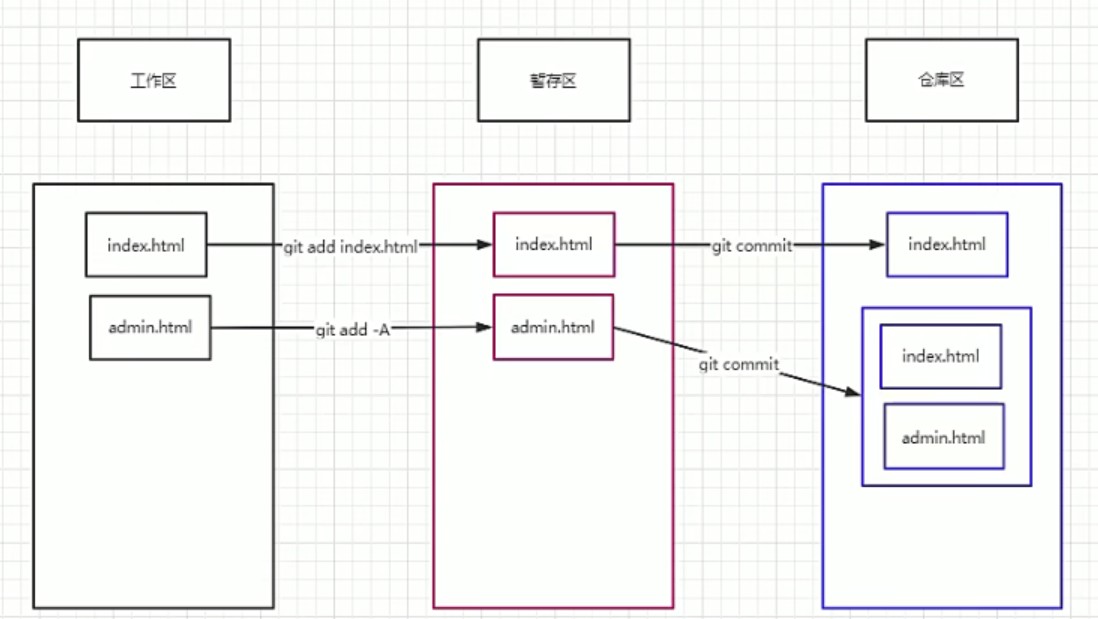 工作区
暂存区
仓库区
index.html
git add index.html
index.html
git commit
index.html
admin.html
git add -A
admin.html
git commit
index.html
admin.html